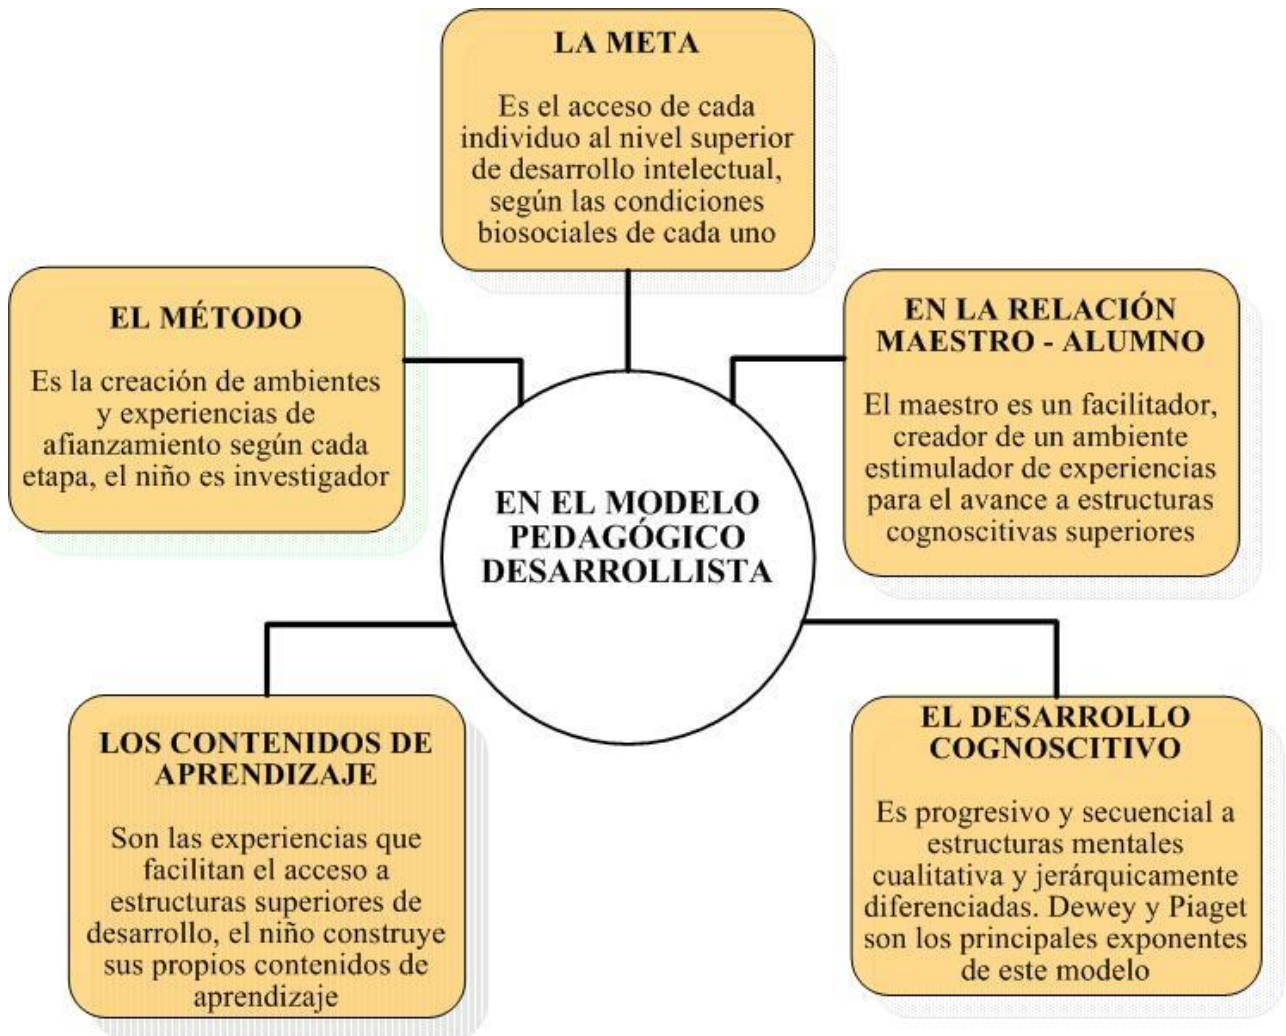 LA META
Es el acceso de cada
individuo al nivel superior
de desarrollo intelectual,
según las condiciones
biosociales de cada uno
EL MÉTODO
Es la creación de ambientes
y experiencias de
afianzamiento según cada
etapa, el niño es investigador
EN LA RELACIÓN
MAESTRO - ALUMNO
El maestro es un facilitador,
creador de un ambiente
estimulador de experiencias
para el avance a estructuras
cognoscitivas superiores
EN EL MODELO
PEDAGÓGICO
DESARROLLISTA
LOS CONTENIDOS DE
APRENDIZAJE
Son las experiencias que
facilitan el acceso a
estructuras superiores de
desarrollo, el niño construye
sus propios contenidos de
aprendizaje
EL DESARROLLO
COGNOSCITIVO
Es progresivo y secuencial a
estructuras mentales
cualitativa y jerárquicamente
diferenciadas. Dewey y Piaget
son los principales exponentes
de este modelo